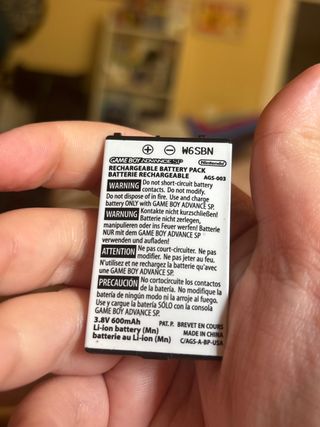 ⊕ ⊖ W6SBN
GAME BOY ADVANCE SP Nintendo
RECHARGEABLE BATTERY PACK
BATTERIE RECHARGEABLE AGS-003
WARNING Do not short-circuit battery
contacts. Do not modify.
Do not dispose of in fire. Use and charge
battery ONLY with GAME BOY ADVANCE SP.
WARNUNG Kontakte nicht kurzschließen!
Batterien nicht zerlegen,
manipulieren oder ins Feuer werfen! Batterie
NUR mit dem GAME BOY ADVANCE SP
verwenden und aufladen!
ATTENTION Ne pas court-circuiter. Ne pas
modifier. Ne pas jeter au feu.
N'utilisez et ne rechargez la batterie qu'avec
une GAME BOY ADVANCE SP.
PRECAUCIÓN No cortocircuite los contactos
de la batería. No modifique la
batería de ningún modo ni la arroje al fuego.
Use y cargue la batería SÓLO con la consola
GAME BOY ADVANCE SP.
3.8V 600mAh PAT. P. BREVET EN COURS
Li-ion battery (Mn) MADE IN CHINA
batterie au Li-ion (Mn) C/AGS-A-BP-USA